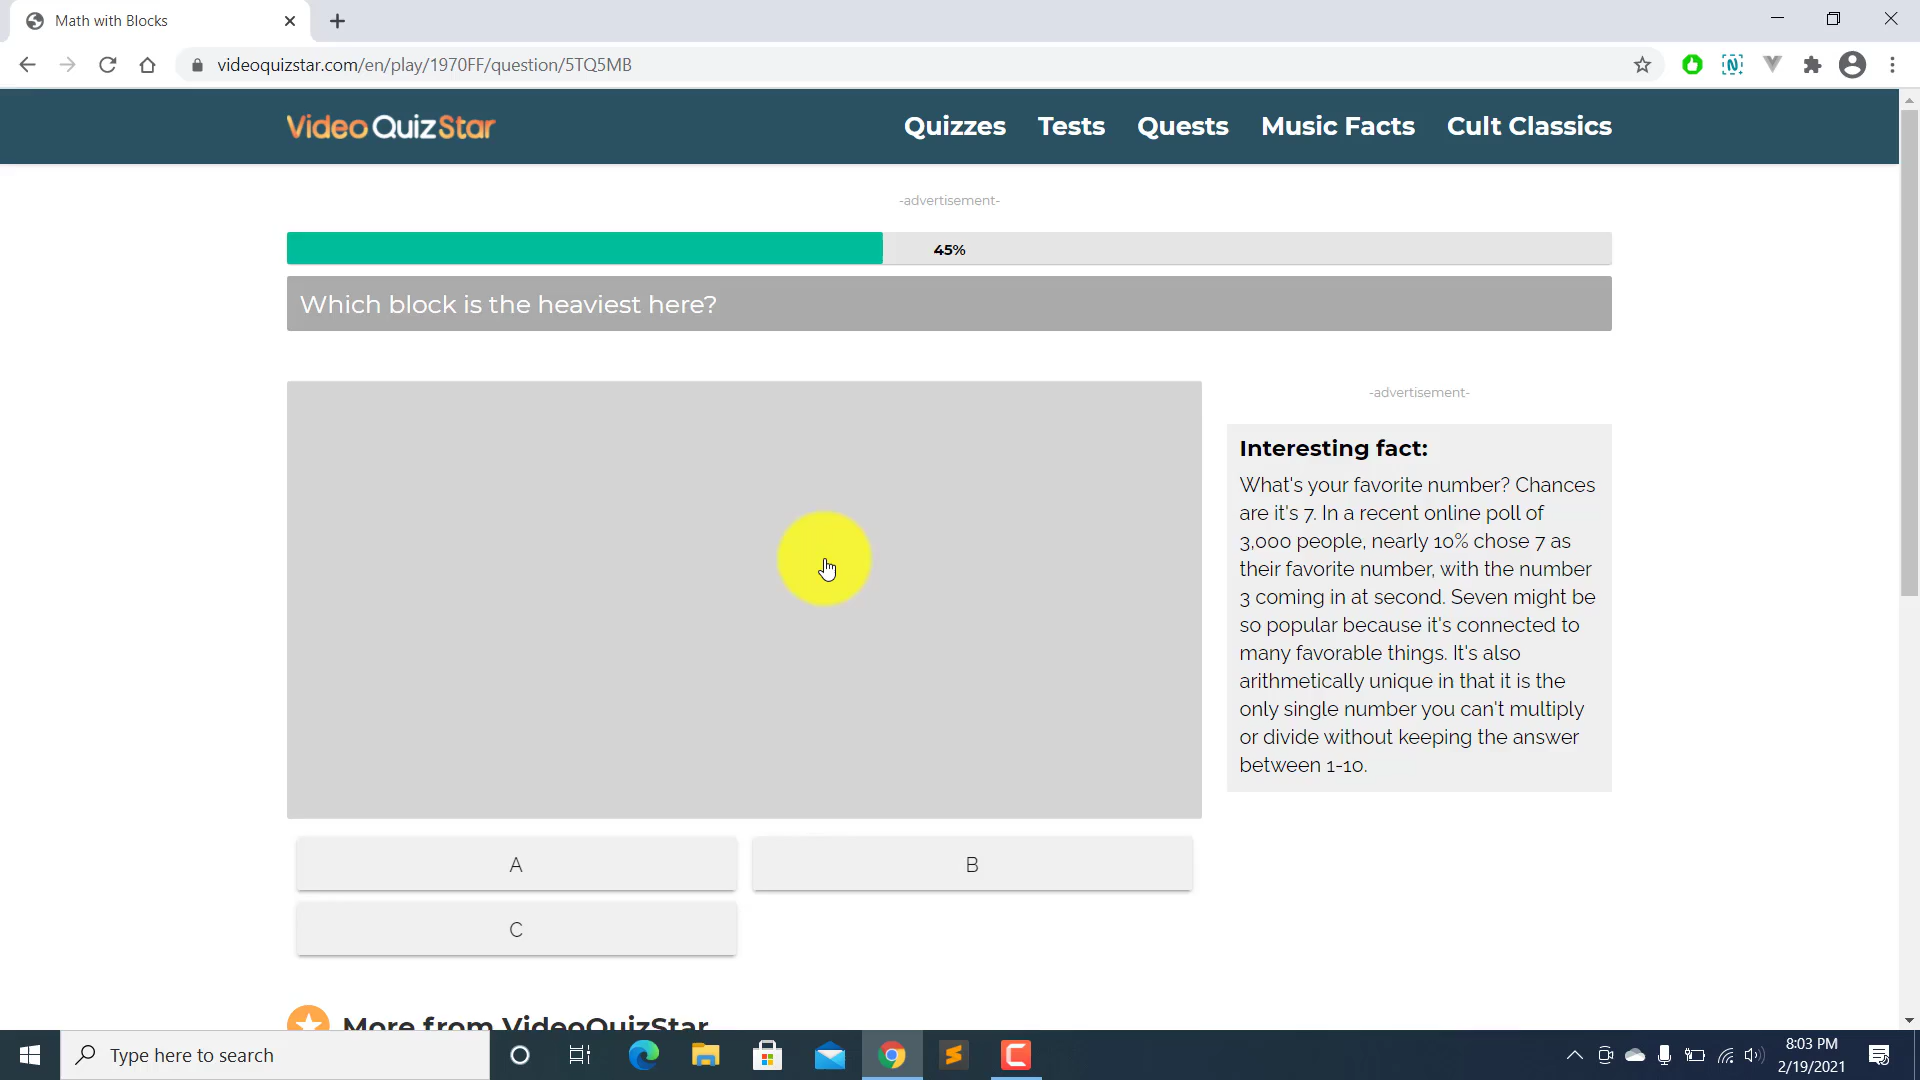 Math with Blocks
videoquizstar.com/en/play/1970FF/question/5TQ5MB
Video Quiz Star
Quizzes
Tests
Quests
Music Facts
Cult Classics
-advertisement-
45%
Which block is the heaviest here?
-advertisement-
Interesting fact:
What's your favorite number? Chances
are it's 7. In a recent online poll of
3,000 people, nearly 10% chose 7 as
their favorite number, with the number
3 coming in at second. Seven might be
so popular because it's connected to
many favorable things. It's also
arithmetically unique in that it is the
only single number you can't multiply
or divide without keeping the answer
between 1-10.
A
B
C
More from VideoQuizStar
Type here to search
8:03 PM
2/19/2021